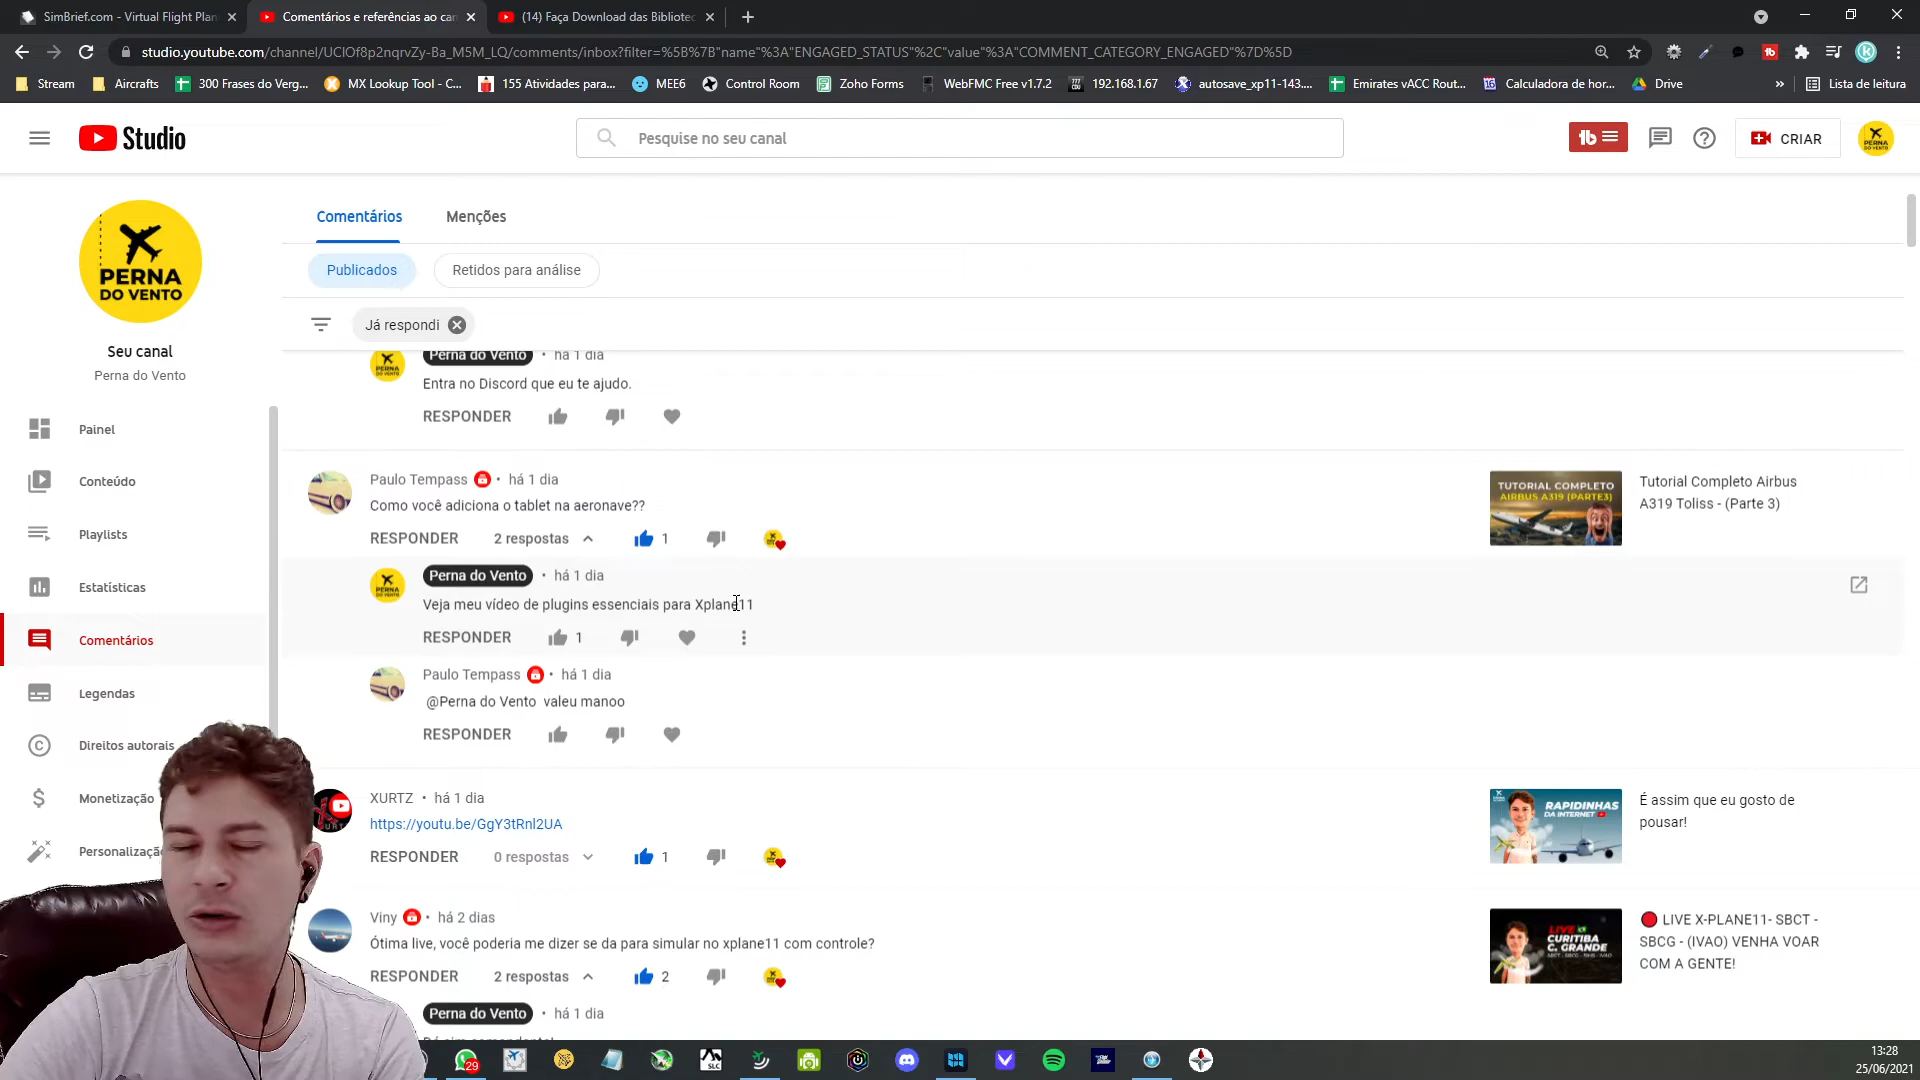 SimBrief.com - Virtual Flight Plan
Comentários e referências ao can
(14) Faça Download das Bibliotec
studio.youtube.com/channel/UCIOf8p2nqrvZy-Ba_M5M_LQ/comments/inbox?filter=%5B%7B"name"%3A"ENGAGED_STATUS"%2C"value"%3A"COMMENT_CATEGORY_ENGAGED"%7D%5D
Stream
Aircrafts
300 Frases do Verg...
MX Lookup Tool - C...
155 Atividades para...
MEE6
Control Room
Zoho Forms
WebFMC Free v1.7.2
192.168.1.67
autosave_xp11-143....
Emirates vACC Rout...
Calculadora de hor...
Drive
»
Lista de leitura
Studio
Pesquise no seu canal
CRIAR
PERNA
DO VENTO
Seu canal
Perna do Vento
Painel
Conteúdo
Playlists
Estatísticas
Comentários
Legendas
Direitos autorais
Monetização
Personalizaçã
Comentários
Menções
Publicados
Retidos para análise
Já respondi
Perna do Vento • há 1 dia
Entra no Discord que eu te ajudo.
RESPONDER
Paulo Tempass • há 1 dia
Como você adiciona o tablet na aeronave??
RESPONDER 2 respostas 1
TUTORIAL COMPLETO
AIRBUS A319 (PARTE3)
Tutorial Completo Airbus
A319 Toliss - (Parte 3)
Perna do Vento • há 1 dia
Veja meu vídeo de plugins essenciais para Xplane11
RESPONDER 1
Paulo Tempass • há 1 dia
@Perna do Vento valeu manoo
RESPONDER
XURTZ • há 1 dia
https://youtu.be/GgY3tRnl2UA
RESPONDER 0 respostas 1
RAPIDINHAS
DA INTERNET
É assim que eu gosto de
pousar!
Viny • há 2 dias
Ótima live, você poderia me dizer se da para simular no xplane11 com controle?
RESPONDER 2 respostas 2
LIVE
CURITIBA
C. GRANDE
LIVE X-PLANE11- SBCT -
SBCG - (IVAO) VENHA VOAR
COM A GENTE!
Perna do Vento • há 1 dia
29
SLC
13:28
25/06/2021